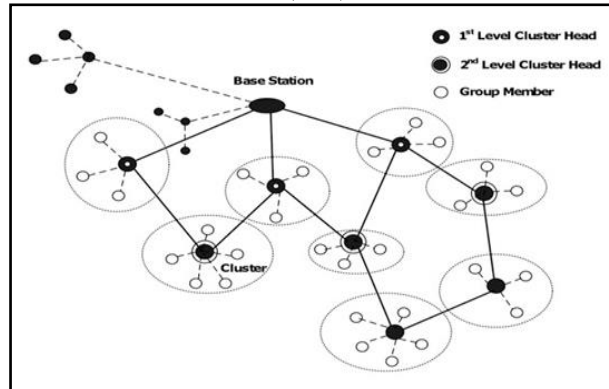 1st Level Cluster Head
Base Station
2nd Level Cluster Head
Group Member
Cluster